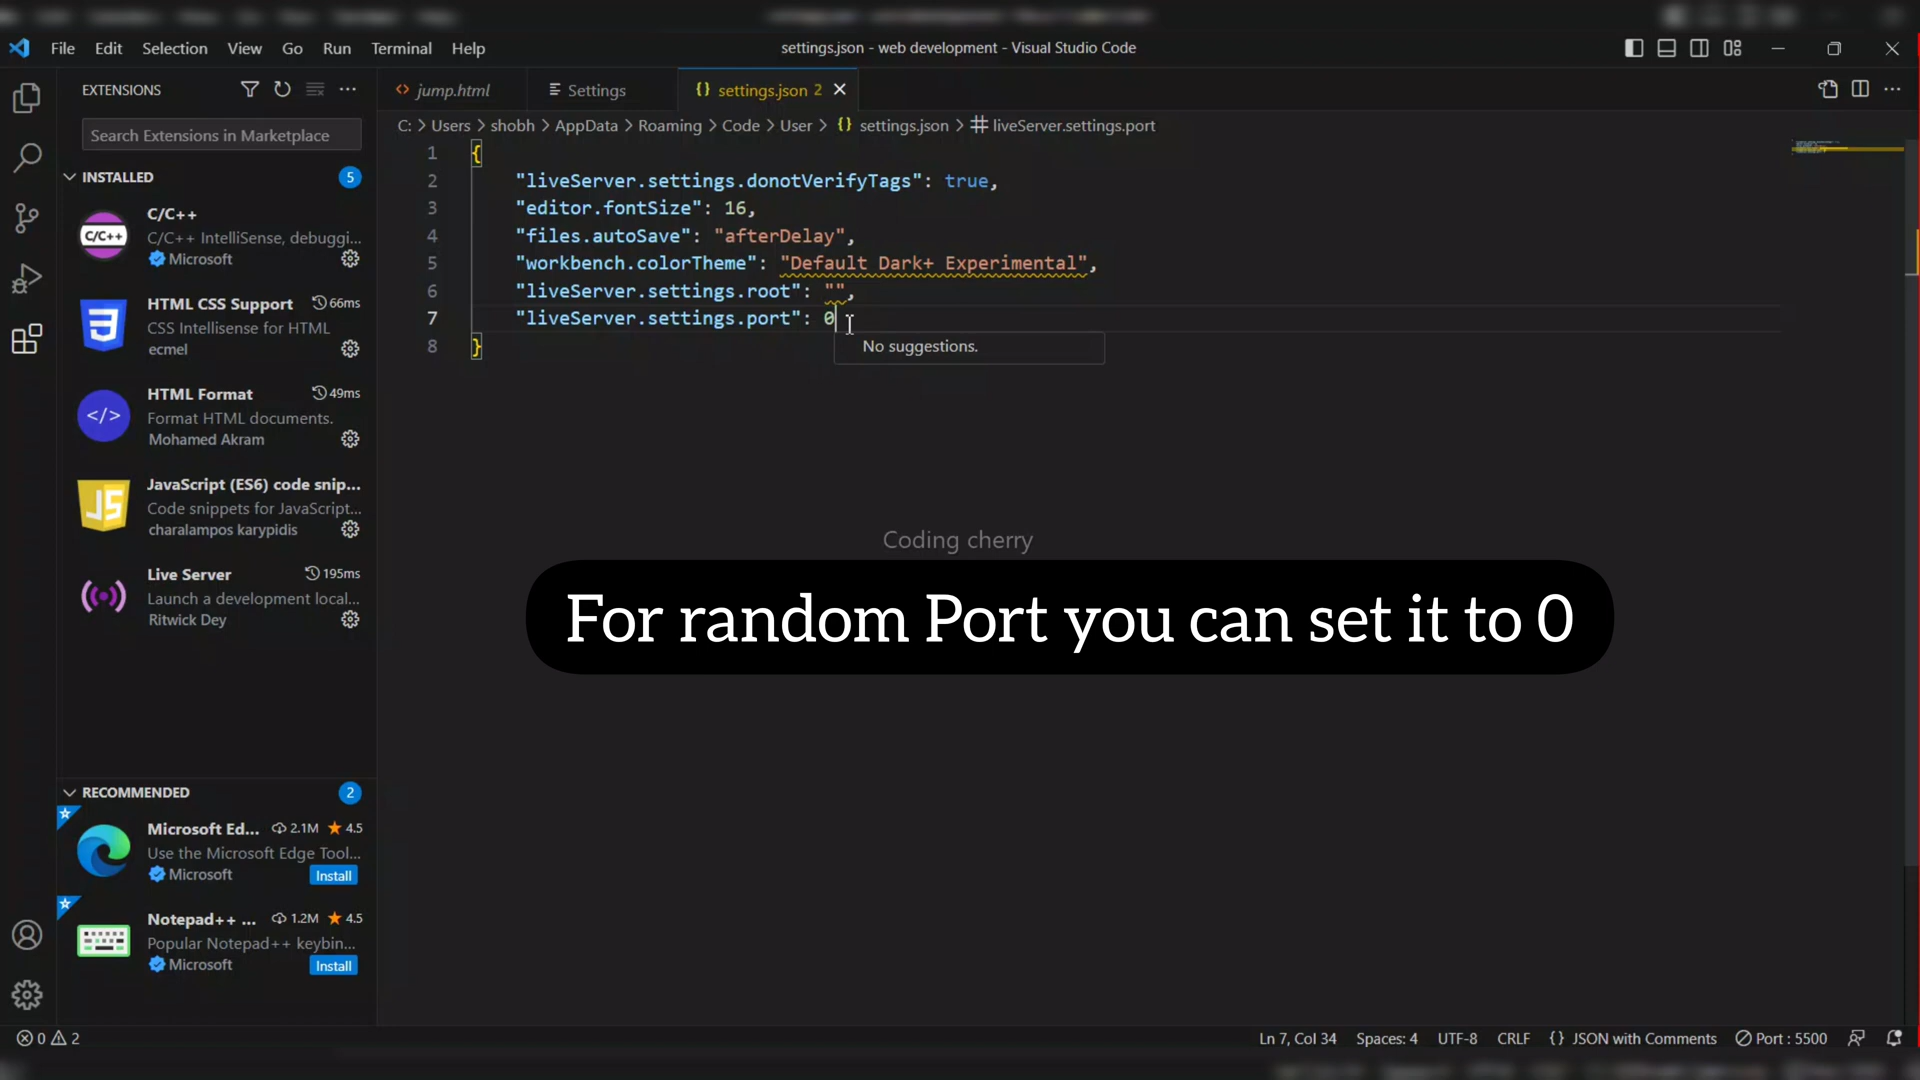 File Edit Selection View Go Run Terminal Help
settings.json - web development - Visual Studio Code
EXTENSIONS
Search Extensions in Marketplace
INSTALLED
5
C/C++
C/C++
C/C++ IntelliSense, debuggi...
Microsoft
HTML CSS Support 66ms
CSS Intellisense for HTML
ecmel
</>
HTML Format 49ms
Format HTML documents.
Mohamed Akram
JS
JavaScript (ES6) code snip...
Code snippets for JavaScript...
charalampos karypidis
Live Server 195ms
Launch a development local...
Ritwick Dey
RECOMMENDED
2
Microsoft Ed... 2.1M ★ 4.5
Use the Microsoft Edge Tool...
Microsoft
Install
Notepad++ ... 1.2M ★ 4.5
Popular Notepad++ keybin...
Microsoft
Install
<> jump.html
Settings
{} settings.json 2
C: > Users > shobh > AppData > Roaming > Code > User > {} settings.json > # liveServer.settings.port
1 {
2 "liveServer.settings.donotVerifyTags": true,
3 "editor.fontSize": 16,
4 "files.autoSave": "afterDelay",
5 "workbench.colorTheme": "Default Dark+ Experimental",
6 "liveServer.settings.root": "",
7 "liveServer.settings.port": 0
8 }
No suggestions.
Coding cherry
For random Port you can set it to 0
0 2
Ln 7, Col 34 Spaces: 4 UTF-8 CRLF {} JSON with Comments Port : 5500